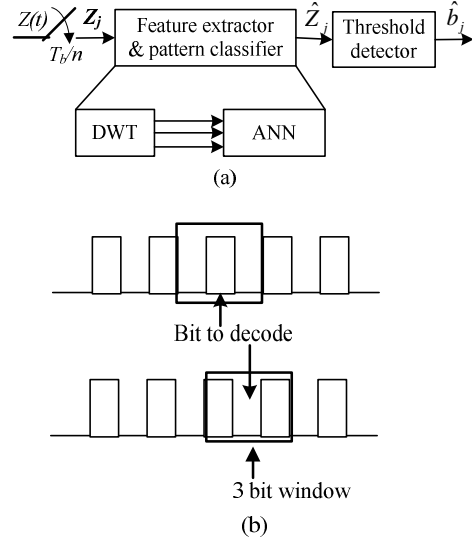 Z(t)
T_b/n
Z_j
Feature extractor
& pattern classifier
Ẑ_j
Threshold
detector
b̂_j
DWT
ANN
(a)
Bit to decode
3 bit window
(b)